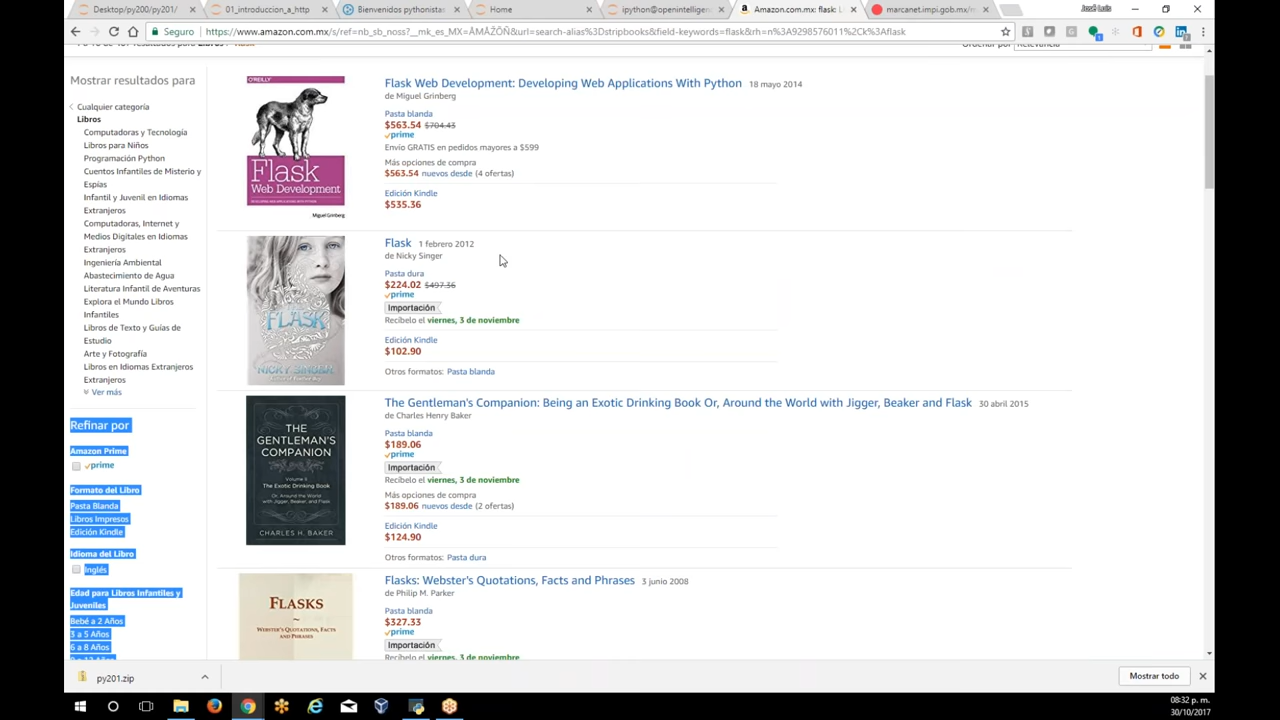 Desktop/py200/py201/
01_introduccion_a_http
Bienvenidos pythonistas
Home
ipython@openintelligen
Amazon.com.mx: flask: L
marcanet.impi.gob.mx/m
José Luis
Seguro
https://www.amazon.com.mx/s/ref=nb_sb_noss?__mk_es_MX=ÅMÅŽÕÑ&url=search-alias%3Dstripbooks&field-keywords=flask&rh=n%3A9298576011%2Ck%3Aflask
Mostrar resultados para
Cualquier categoría
Libros
Computadoras y Tecnología
Libros para Niños
Programación Python
Cuentos Infantiles de Misterio y
Espías
Infantil y Juvenil en Idiomas
Extranjeros
Computadoras, Internet y
Medios Digitales en Idiomas
Extranjeros
Ingeniería Ambiental
Abastecimiento de Agua
Literatura Infantil de Aventuras
Explora el Mundo Libros
Infantiles
Libros de Texto y Guías de
Estudio
Arte y Fotografía
Libros en Idiomas Extranjeros
Extranjeros
Ver más
Refinar por
Amazon Prime
prime
Formato del Libro
Pasta Blanda
Libros Impresos
Edición Kindle
Idioma del Libro
Inglés
Edad para Libros Infantiles y
Juveniles
Bebé a 2 Años
3 a 5 Años
6 a 8 Años
O'REILLY
Flask
Web Development
Miguel Grinberg
Flask Web Development: Developing Web Applications With Python 18 mayo 2014
de Miguel Grinberg
Pasta blanda
$563.54 $704.43
prime
Envío GRATIS en pedidos mayores a $599
Más opciones de compra
$563.54 nuevos desde (4 ofertas)
Edición Kindle
$535.36
FLASK
NICKY SINGER
Flask 1 febrero 2012
de Nicky Singer
Pasta dura
$224.02 $497.36
prime
Importación
Recíbelo el viernes, 3 de noviembre
Edición Kindle
$102.90
Otros formatos: Pasta blanda
THE
GENTLEMAN'S
COMPANION
Volume II
The Exotic Drinking Book
Or, Around the World
with Jigger, Beaker and Flask
CHARLES H. BAKER
The Gentleman's Companion: Being an Exotic Drinking Book Or, Around the World with Jigger, Beaker and Flask 30 abril 2015
de Charles Henry Baker
Pasta blanda
$189.06
prime
Importación
Recíbelo el viernes, 3 de noviembre
Más opciones de compra
$189.06 nuevos desde (2 ofertas)
Edición Kindle
$124.90
Otros formatos: Pasta dura
FLASKS
WEBSTER'S QUOTATIONS, FACTS
AND PHRASES
Flasks: Webster's Quotations, Facts and Phrases 3 junio 2008
de Philip M. Parker
Pasta blanda
$327.33
prime
Importación
Recíbelo el viernes, 3 de noviembre
py201.zip
Mostrar todo
08:32 p. m.
30/10/2017